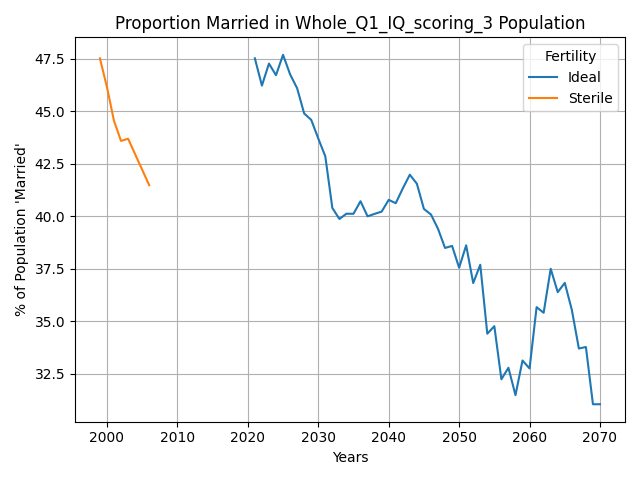 Proportion Married in Whole_Q1_IQ_scoring_3 Population
% of Population 'Married'
47.5
45.0
42.5
40.0
37.5
35.0
32.5
Fertility
Ideal
Sterile
2000 2010 2020 2030 2040 2050 2060 2070
Years